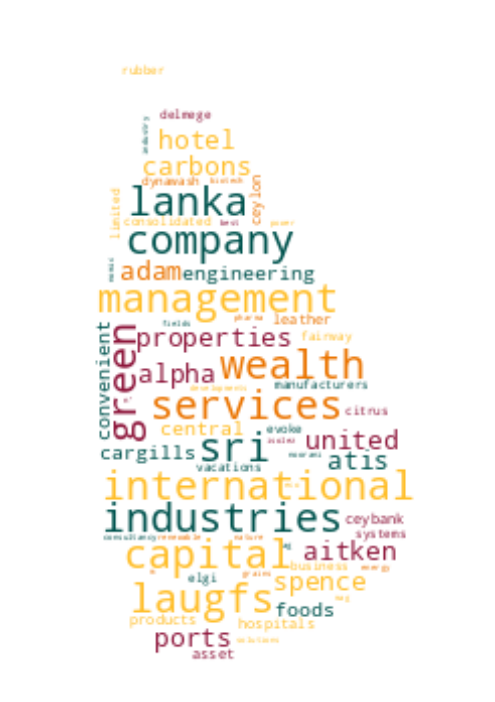 rubber
delmege
industry
hotel
carbons
dynawash biotech
limited
lanka
ceylon
consolidated best power
company
adam engineering
management
pharma leather
fields
green
convenient
properties fairway
alpha wealth
manufacturers
developments
services citrus
central evoke
sri united
cargills atis
vacations
international
industries ceybank
consultancy renewable nature systems
capital aitken
business energy
elgi grains spence
laugfs foods
products hospitals
ports solutions
asset